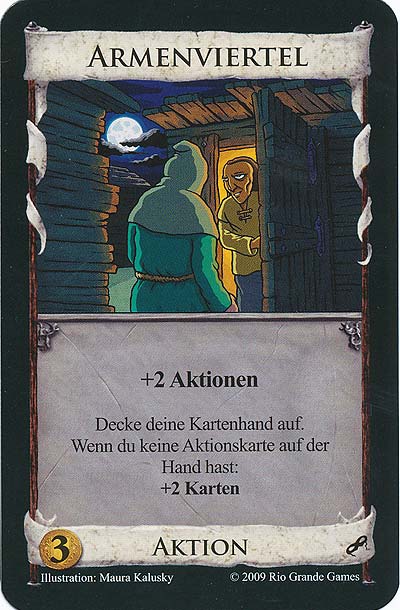 ARMENVIERTEL
+2 Aktionen
Decke deine Kartenhand auf.
Wenn du keine Aktionskarte auf der
Hand hast:
+2 Karten
3
AKTION
Illustration: Maura Kalusky © 2009 Rio Grande Games